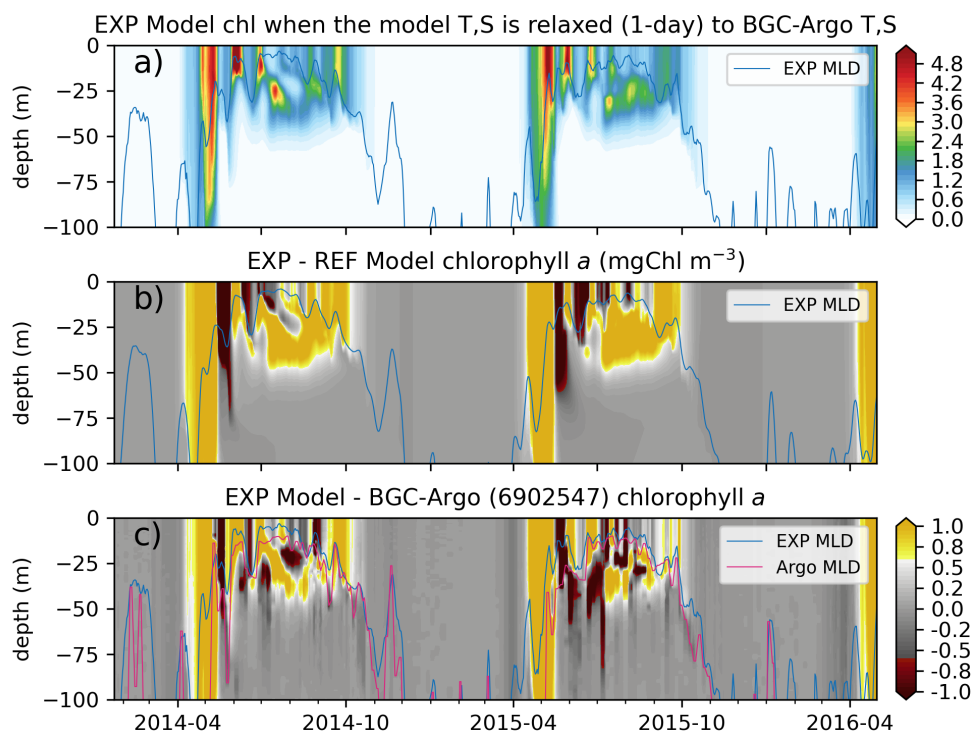 EXP Model chl when the model T,S is relaxed (1-day) to BGC-Argo T,S
a)
EXP MLD
depth (m)
0
−25
−50
−75
−100
4.8
4.2
3.6
3.0
2.4
1.8
1.2
0.6
0.0
EXP - REF Model chlorophyll a (mgChl m⁻³)
b)
EXP MLD
depth (m)
0
−25
−50
−75
−100
EXP Model - BGC-Argo (6902547) chlorophyll a
c)
EXP MLD
Argo MLD
depth (m)
0
−25
−50
−75
−100
1.0
0.8
0.5
0.2
0.0
-0.2
-0.5
-0.8
-1.0
2014-04
2014-10
2015-04
2015-10
2016-04